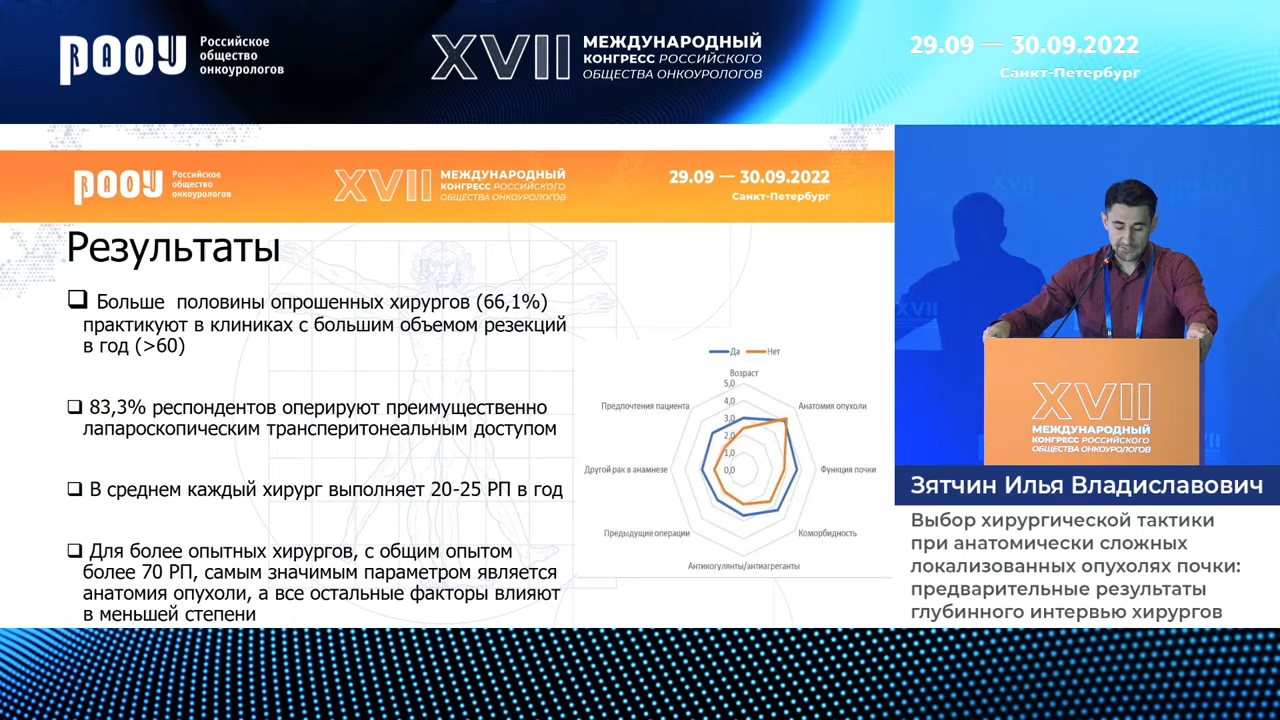 РООУ
RAOU
Российское
общество
онкоурологов
XVII
МЕЖДУНАРОДНЫЙ
КОНГРЕСС РОССИЙСКОГО
ОБЩЕСТВА ОНКОУРОЛОГОВ
29.09 — 30.09.2022
Санкт-Петербург
РООУ
RAOU
Российское
общество
онкоурологов
XVII
МЕЖДУНАРОДНЫЙ
КОНГРЕСС РОССИЙСКОГО
ОБЩЕСТВА ОНКОУРОЛОГОВ
29.09 — 30.09.2022
Санкт-Петербург
Результаты
Больше половины опрошенных хирургов (66,1%)
практикуют в клиниках с большим объемом резекций
в год (>60)
83,3% респондентов оперируют преимущественно
лапароскопическим трансперитонеальным доступом
В среднем каждый хирург выполняет 20-25 РП в год
Для более опытных хирургов, с общим опытом
более 70 РП, самым значимым параметром является
анатомия опухоли, а все остальные факторы влияют
в меньшей степени
Да Нет
Возраст
5,0
4,0
3,0
2,0
1,0
0,0
Предпочтения пациента
Анатомия опухоли
Другой рак в анамнезе
Функция почки
Предыдущие операции
Коморбидность
Антикогулянты/антиагреганты
XVII
XVII
XVII
МЕЖДУНАРОДНЫЙ
КОНГРЕСС РОССИЙСКОГО
ОБЩЕСТВА ОНКОУРОЛОГОВ
Зятчин Илья Владиславович
Выбор хирургической тактики
при анатомически сложных
локализованных опухолях почки:
предварительные результаты
глубинного интервью хирургов